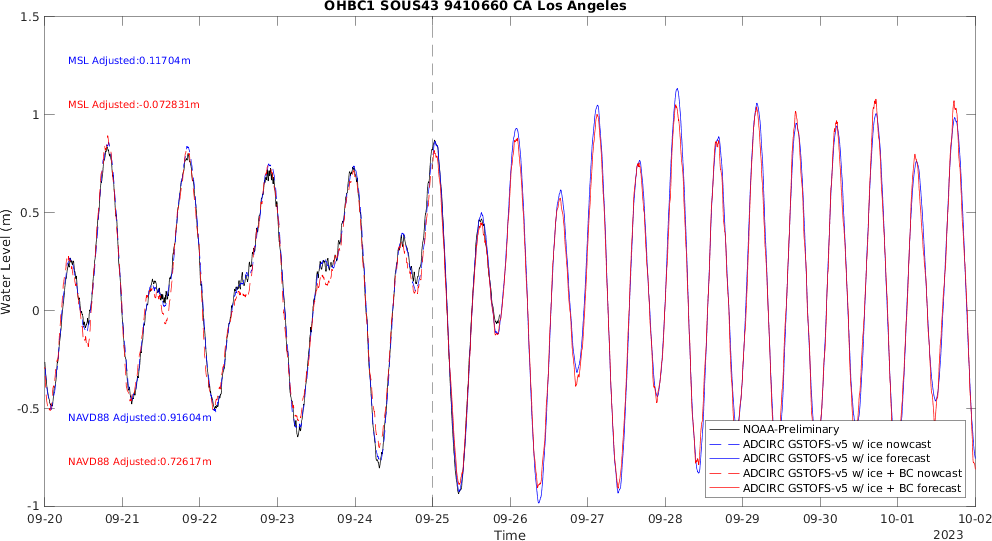 OHBC1 SOUS43 9410660 CA Los Angeles
1.5
1
0.5
0
-0.5
-1
Water Level (m)
MSL Adjusted:0.11704m
MSL Adjusted:-0.072831m
NAVD88 Adjusted:0.91604m
NAVD88 Adjusted:0.72617m
NOAA-Preliminary
ADCIRC GSTOFS-v5 w/ ice nowcast
ADCIRC GSTOFS-v5 w/ ice forecast
ADCIRC GSTOFS-v5 w/ ice + BC nowcast
ADCIRC GSTOFS-v5 w/ ice + BC forecast
09-20 09-21 09-22 09-23 09-24 09-25 09-26 09-27 09-28 09-29 09-30 10-01 10-02
Time
2023